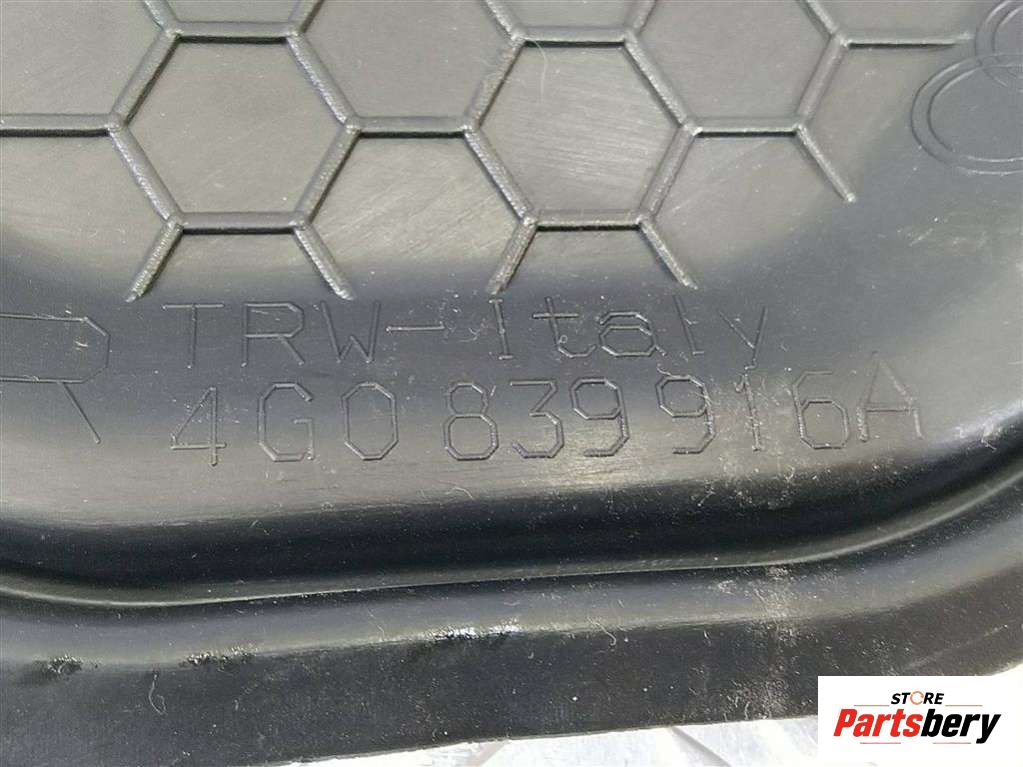 TRW-Italy
4G0 839 916A
STORE
Partsbery